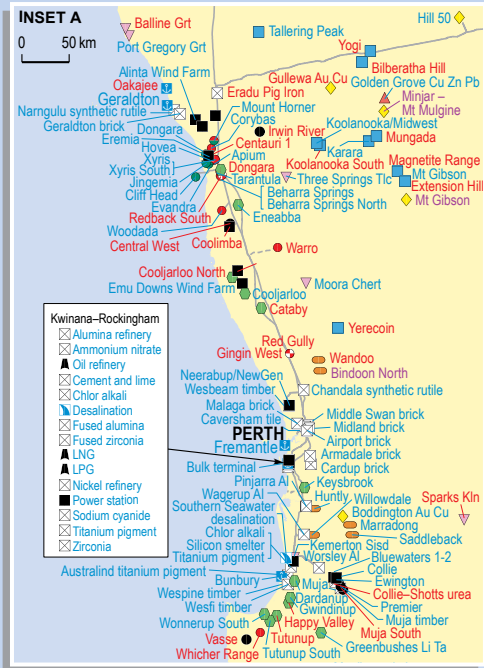 INSET A
0 50 km
Balline Grt
Port Gregory Grt
Tallering Peak
Hill 50
Yogi
Bilberatha Hill
Alinta Wind Farm
Oakajee
Geraldton
Gullewa Au Cu
Golden Grove Cu Zn Pb
Eradu Pig Iron
Minjar –
Mt Mulgine
Narngulu synthetic rutile
Geraldton brick
Mount Horner
Corybas
Irwin River
Koolanooka/Midwest
Mungada
Dongara
Eremia
Hovea
Centauri 1
Karara
Xyris
Apium
Koolanooka South
Magnetite Range
Xyris South
Dongara
Mt Gibson
Jingemia
Tarantula
Three Springs Tlc
Extension Hill
Cliff Head
Beharra Springs
Mt Gibson
Evandra
Beharra Springs North
Redback South
Eneabba
Woodada
Central West
Coolimba
Warro
Cooljarloo North
Emu Downs Wind Farm
Moora Chert
Cooljarloo
Cataby
Kwinana–Rockingham
Alumina refinery
Ammonium nitrate
Oil refinery
Cement and lime
Chlor alkali
Desalination
Fused alumina
Fused zirconia
LNG
LPG
Nickel refinery
Power station
Sodium cyanide
Titanium pigment
Zirconia
Yerecoin
Red Gully
Gingin West
Wandoo
Bindoon North
Neerabup/NewGen
Wesbeam timber
Chandala synthetic rutile
Malaga brick
Middle Swan brick
Caversham tile
Midland brick
PERTH
Airport brick
Fremantle
Armadale brick
Bulk terminal
Cardup brick
Pinjarra Al
Keysbrook
Wagerup Al
Huntly
Willowdale
Sparks Kln
Southern Seawater
desalination
Boddington Au Cu
Marradong
Chlor alkali
Saddleback
Silicon smelter
Kemerton Sisd
Titanium pigment
Worsley Al
Bluewaters 1-2
Australind titanium pigment
Collie
Bunbury
Muja
Ewington
Wespine timber
Collie–Shotts urea
Dardanup
Premier
Wesfi timber
Gwindinup
Muja timber
Wonnerup South
Happy Valley
Muja South
Vasse
Tutunup
Greenbushes Li Ta
Whicher Range
Tutunup South